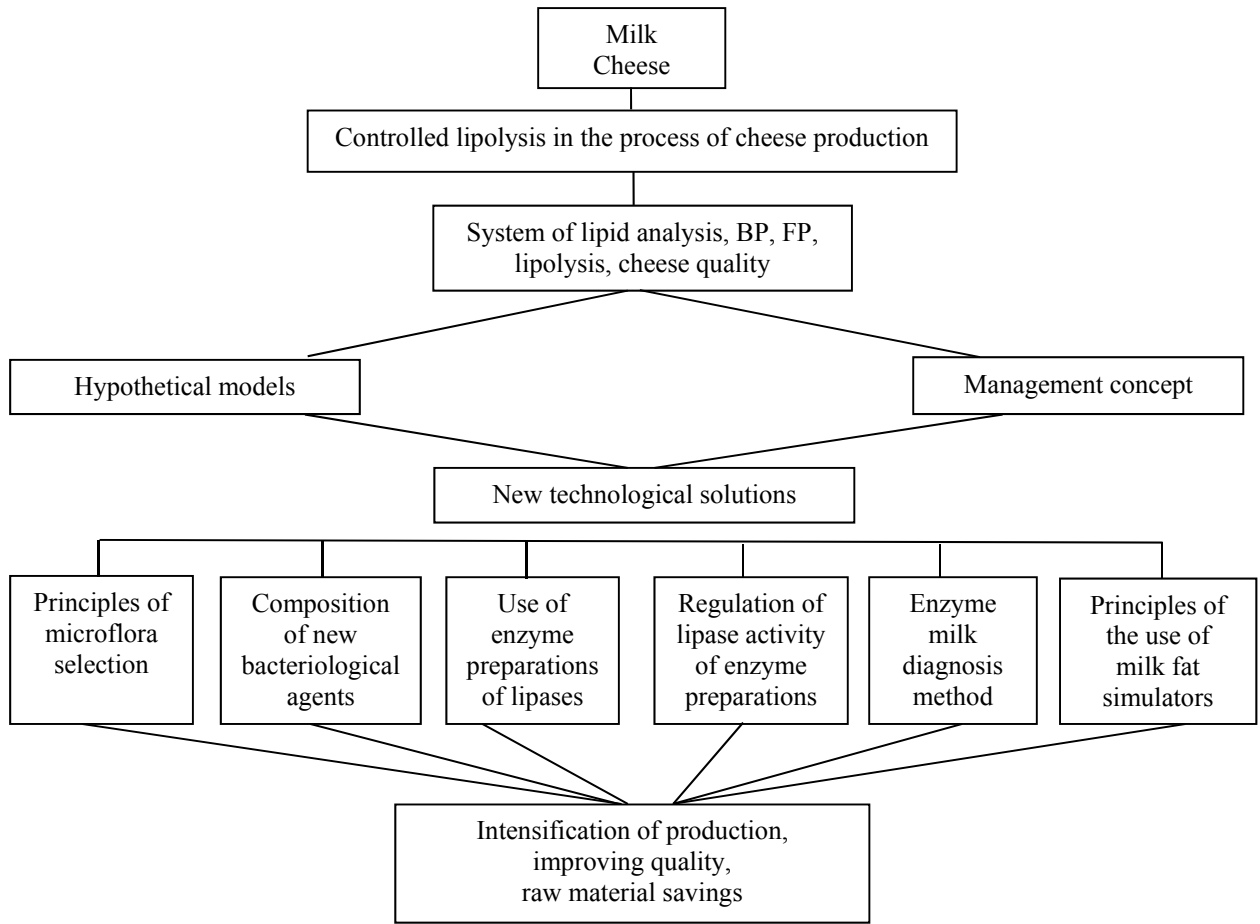 Milk
Cheese
Controlled lipolysis in the process of cheese production
System of lipid analysis, BP, FP,
lipolysis, cheese quality
Hypothetical models
Management concept
New technological solutions
Principles of
microflora
selection
Composition
of new
bacteriological
agents
Use of
enzyme
preparations
of lipases
Regulation of
lipase activity
of enzyme
preparations
Enzyme
milk
diagnosis
method
Principles of
the use of
milk fat
simulators
Intensification of production,
improving quality,
raw material savings